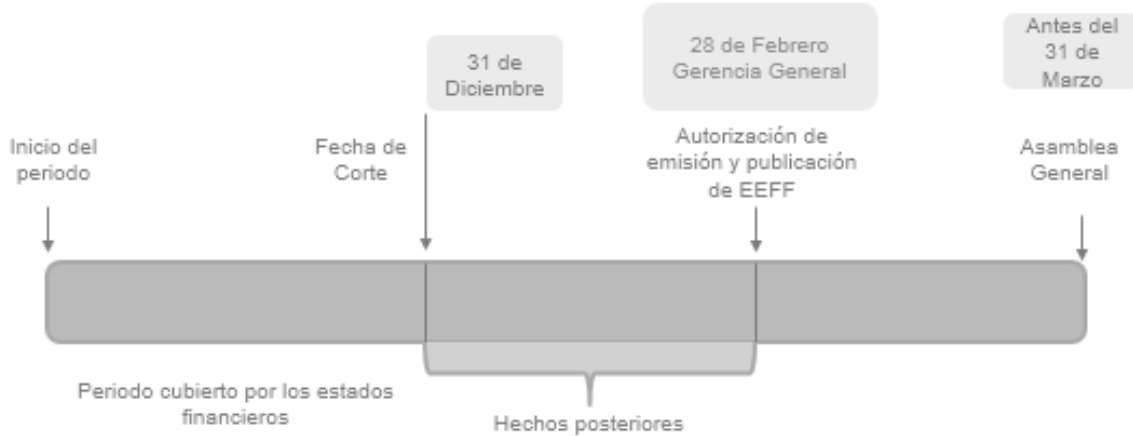 31 de
Diciembre
28 de Febrero
Gerencia General
Antes del
31 de
Marzo
Inicio del
periodo
Fecha de
Corte
Autorización de
emisión y publicación
de EEFF
Asamblea
General
Periodo cubierto por los estados
financieros
Hechos posteriores